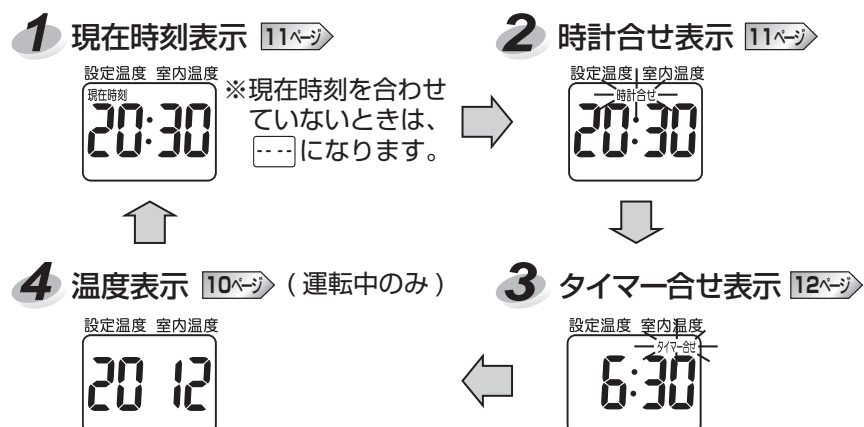 1 現在時刻表示 11ページ
設定温度 室内温度
現在時刻
20:30
※現在時刻を合わせ
ていないときは、
--:--になります。
2 時計合せ表示 11ページ
設定温度 室内温度
時計合せ
20:30
3 タイマー合せ表示 12ページ
設定温度 室内温度
タイマー合せ
6:30
4 温度表示 10ページ (運転中のみ)
設定温度 室内温度
20 12